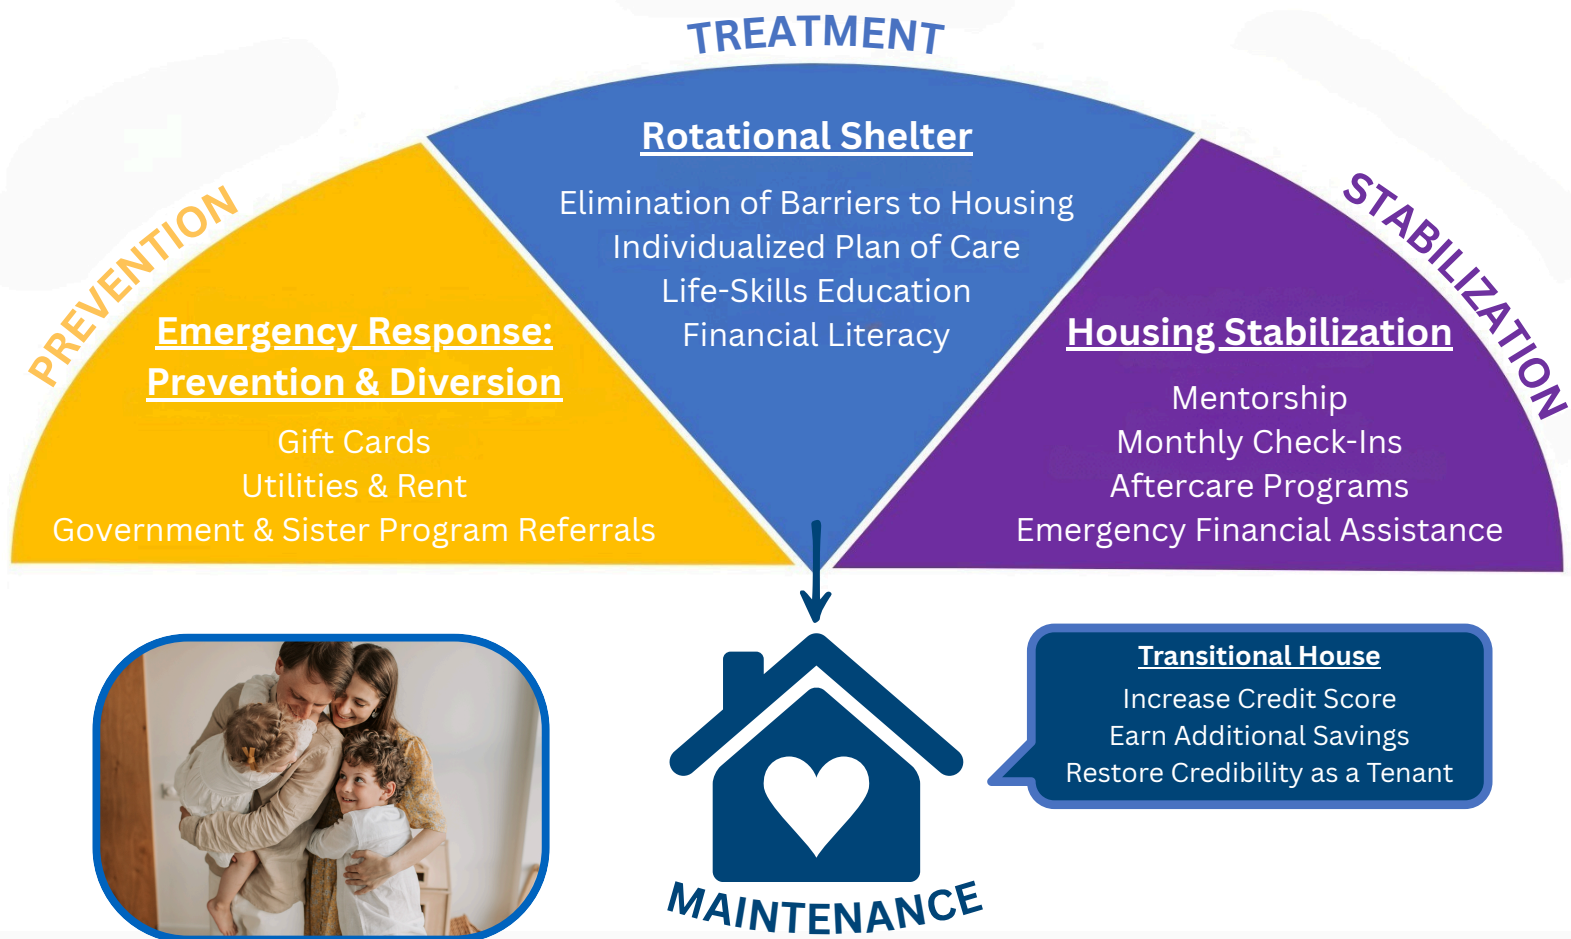 TREATMENT
Rotational Shelter
Elimination of Barriers to Housing
Individualized Plan of Care
Life-Skills Education
Financial Literacy
PREVENTION
Emergency Response:
Prevention & Diversion
Gift Cards
Utilities & Rent
Government & Sister Program Referrals
STABILIZATION
Housing Stabilization
Mentorship
Monthly Check-Ins
Aftercare Programs
Emergency Financial Assistance
Transitional House
Increase Credit Score
Earn Additional Savings
Restore Credibility as a Tenant
MAINTENANCE